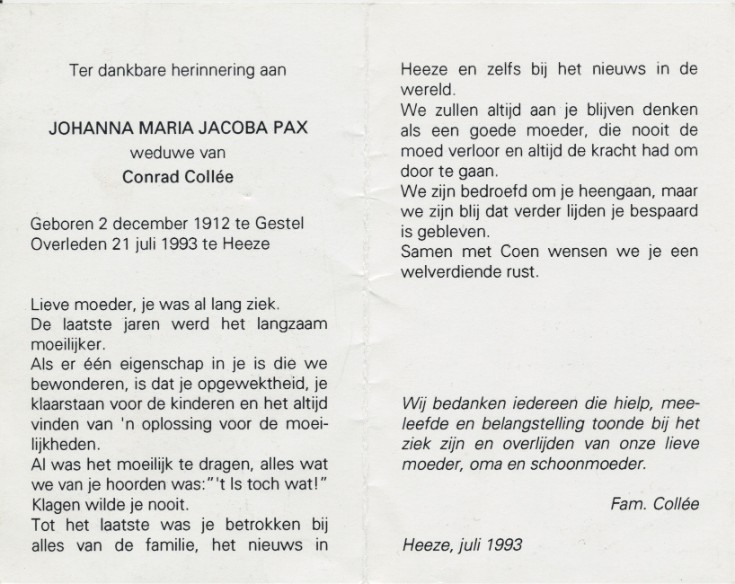 Ter dankbare herinnering aan
JOHANNA MARIA JACOBA PAX
weduwe van
Conrad Collée
Geboren 2 december 1912 te Gestel
Overleden 21 juli 1993 te Heeze
Lieve moeder, je was al lang ziek.
De laatste jaren werd het langzaam
moeilijker.
Als er één eigenschap in je is die we
bewonderen, is dat je opgewektheid, je
klaarstaan voor de kinderen en het altijd
vinden van 'n oplossing voor de moei-
lijkheden.
Al was het moeilijk te dragen, alles wat
we van je hoorden was:"'t Is toch wat!"
Klagen wilde je nooit.
Tot het laatste was je betrokken bij
alles van de familie, het nieuws in
Heeze en zelfs bij het nieuws in de
wereld.
We zullen altijd aan je blijven denken
als een goede moeder, die nooit de
moed verloor en altijd de kracht had om
door te gaan.
We zijn bedroefd om je heengaan, maar
we zijn blij dat verder lijden je bespaard
is gebleven.
Samen met Coen wensen we je een
welverdiende rust.
Wij bedanken iedereen die hielp, mee-
leefde en belangstelling toonde bij het
ziek zijn en overlijden van onze lieve
moeder, oma en schoonmoeder.
Fam. Collée
Heeze, juli 1993